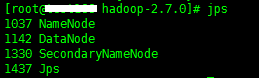 [root@ hadoop-2.7.0]# jps
1037 NameNode
1142 DataNode
1330 SecondaryNameNode
1437 Jps